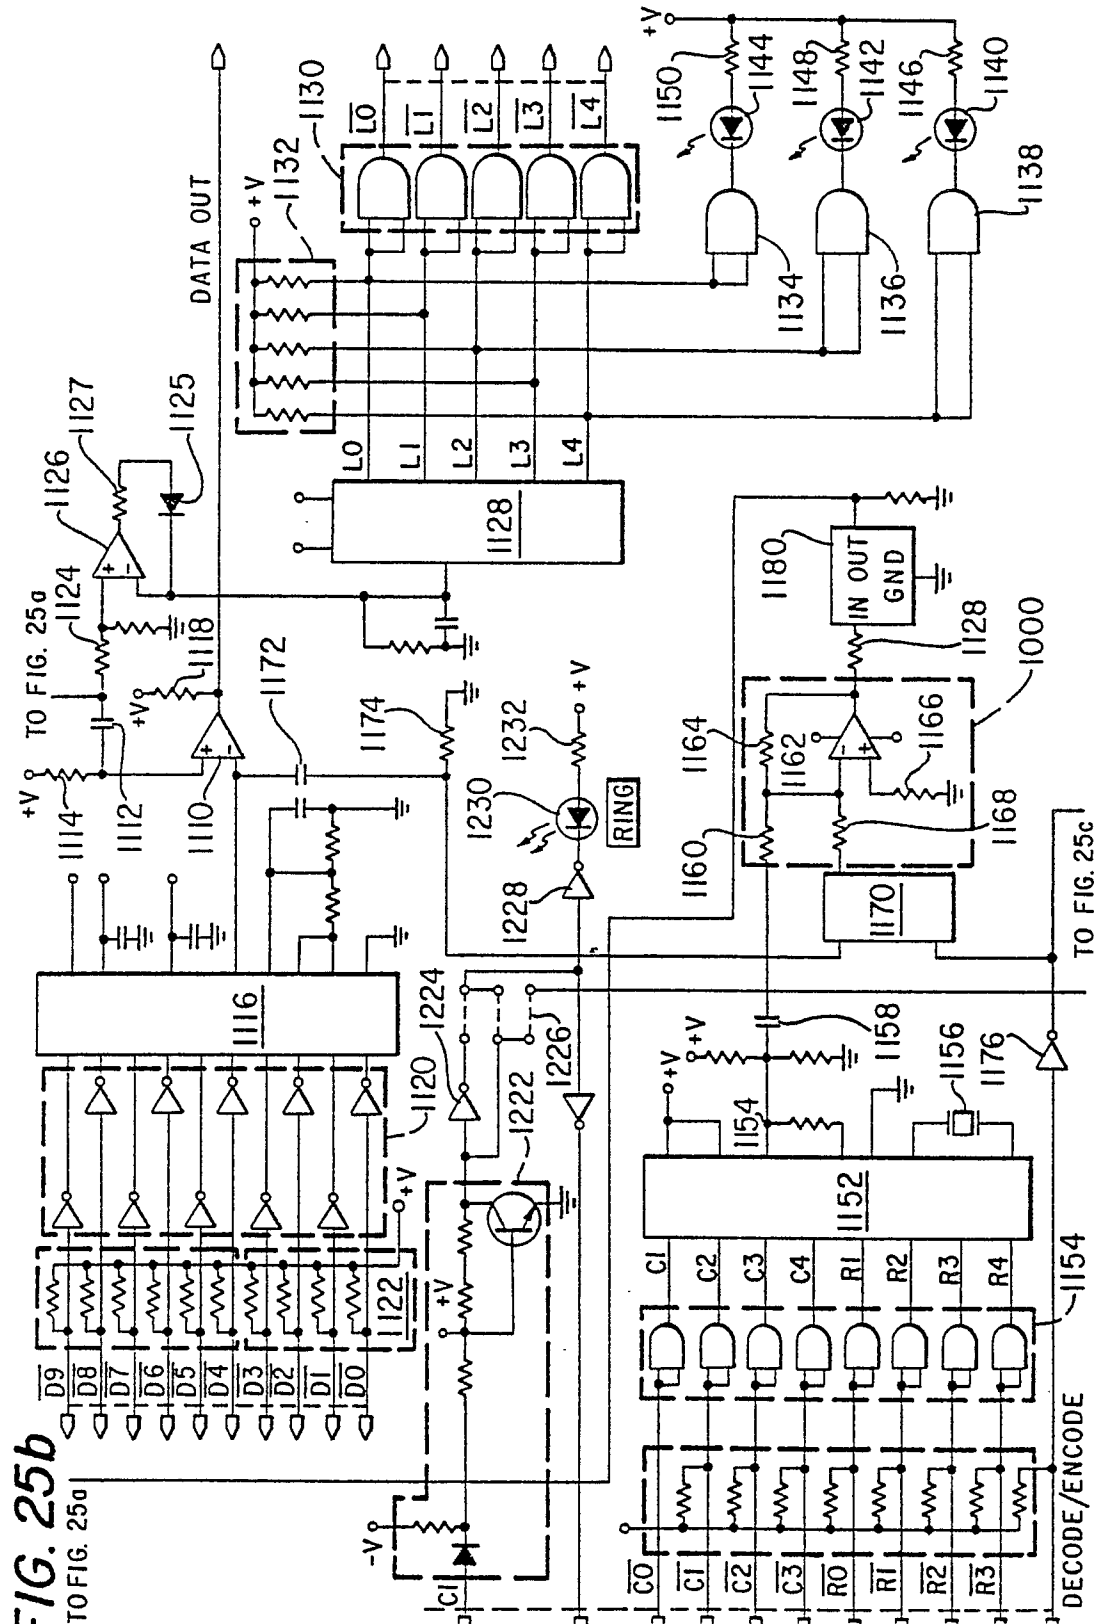 FIG. 25b
TO FIG. 25a
D9
D8
D7
D6
D5
D4
D3
D2
D1
D0
1122
+V
1120
1116
+V
1114
1112
TO FIG. 25a
1124
1126
1127
1125
+V
1118
1110
1172
1174
DATA OUT
+V
1132
1130
1128
L0
L1
L2
L3
L4
L0
L1
L2
L3
L4
+V
1150
1144
1148
1142
1146
1140
1134
1136
1138
-V
C1
+V
1222
1224
1226
1228
1230
1232
+V
RING
C0
C1
C2
C3
R0
R1
R2
R3
DECODE/ENCODE
1154
C1
C2
C3
C4
R1
R2
R3
R4
1152
1154
+V
+V
1158
1156
1176
1160
1164
1162
1166
1168
1170
1000
1128
1180
IN OUT
GND
TO FIG. 25c